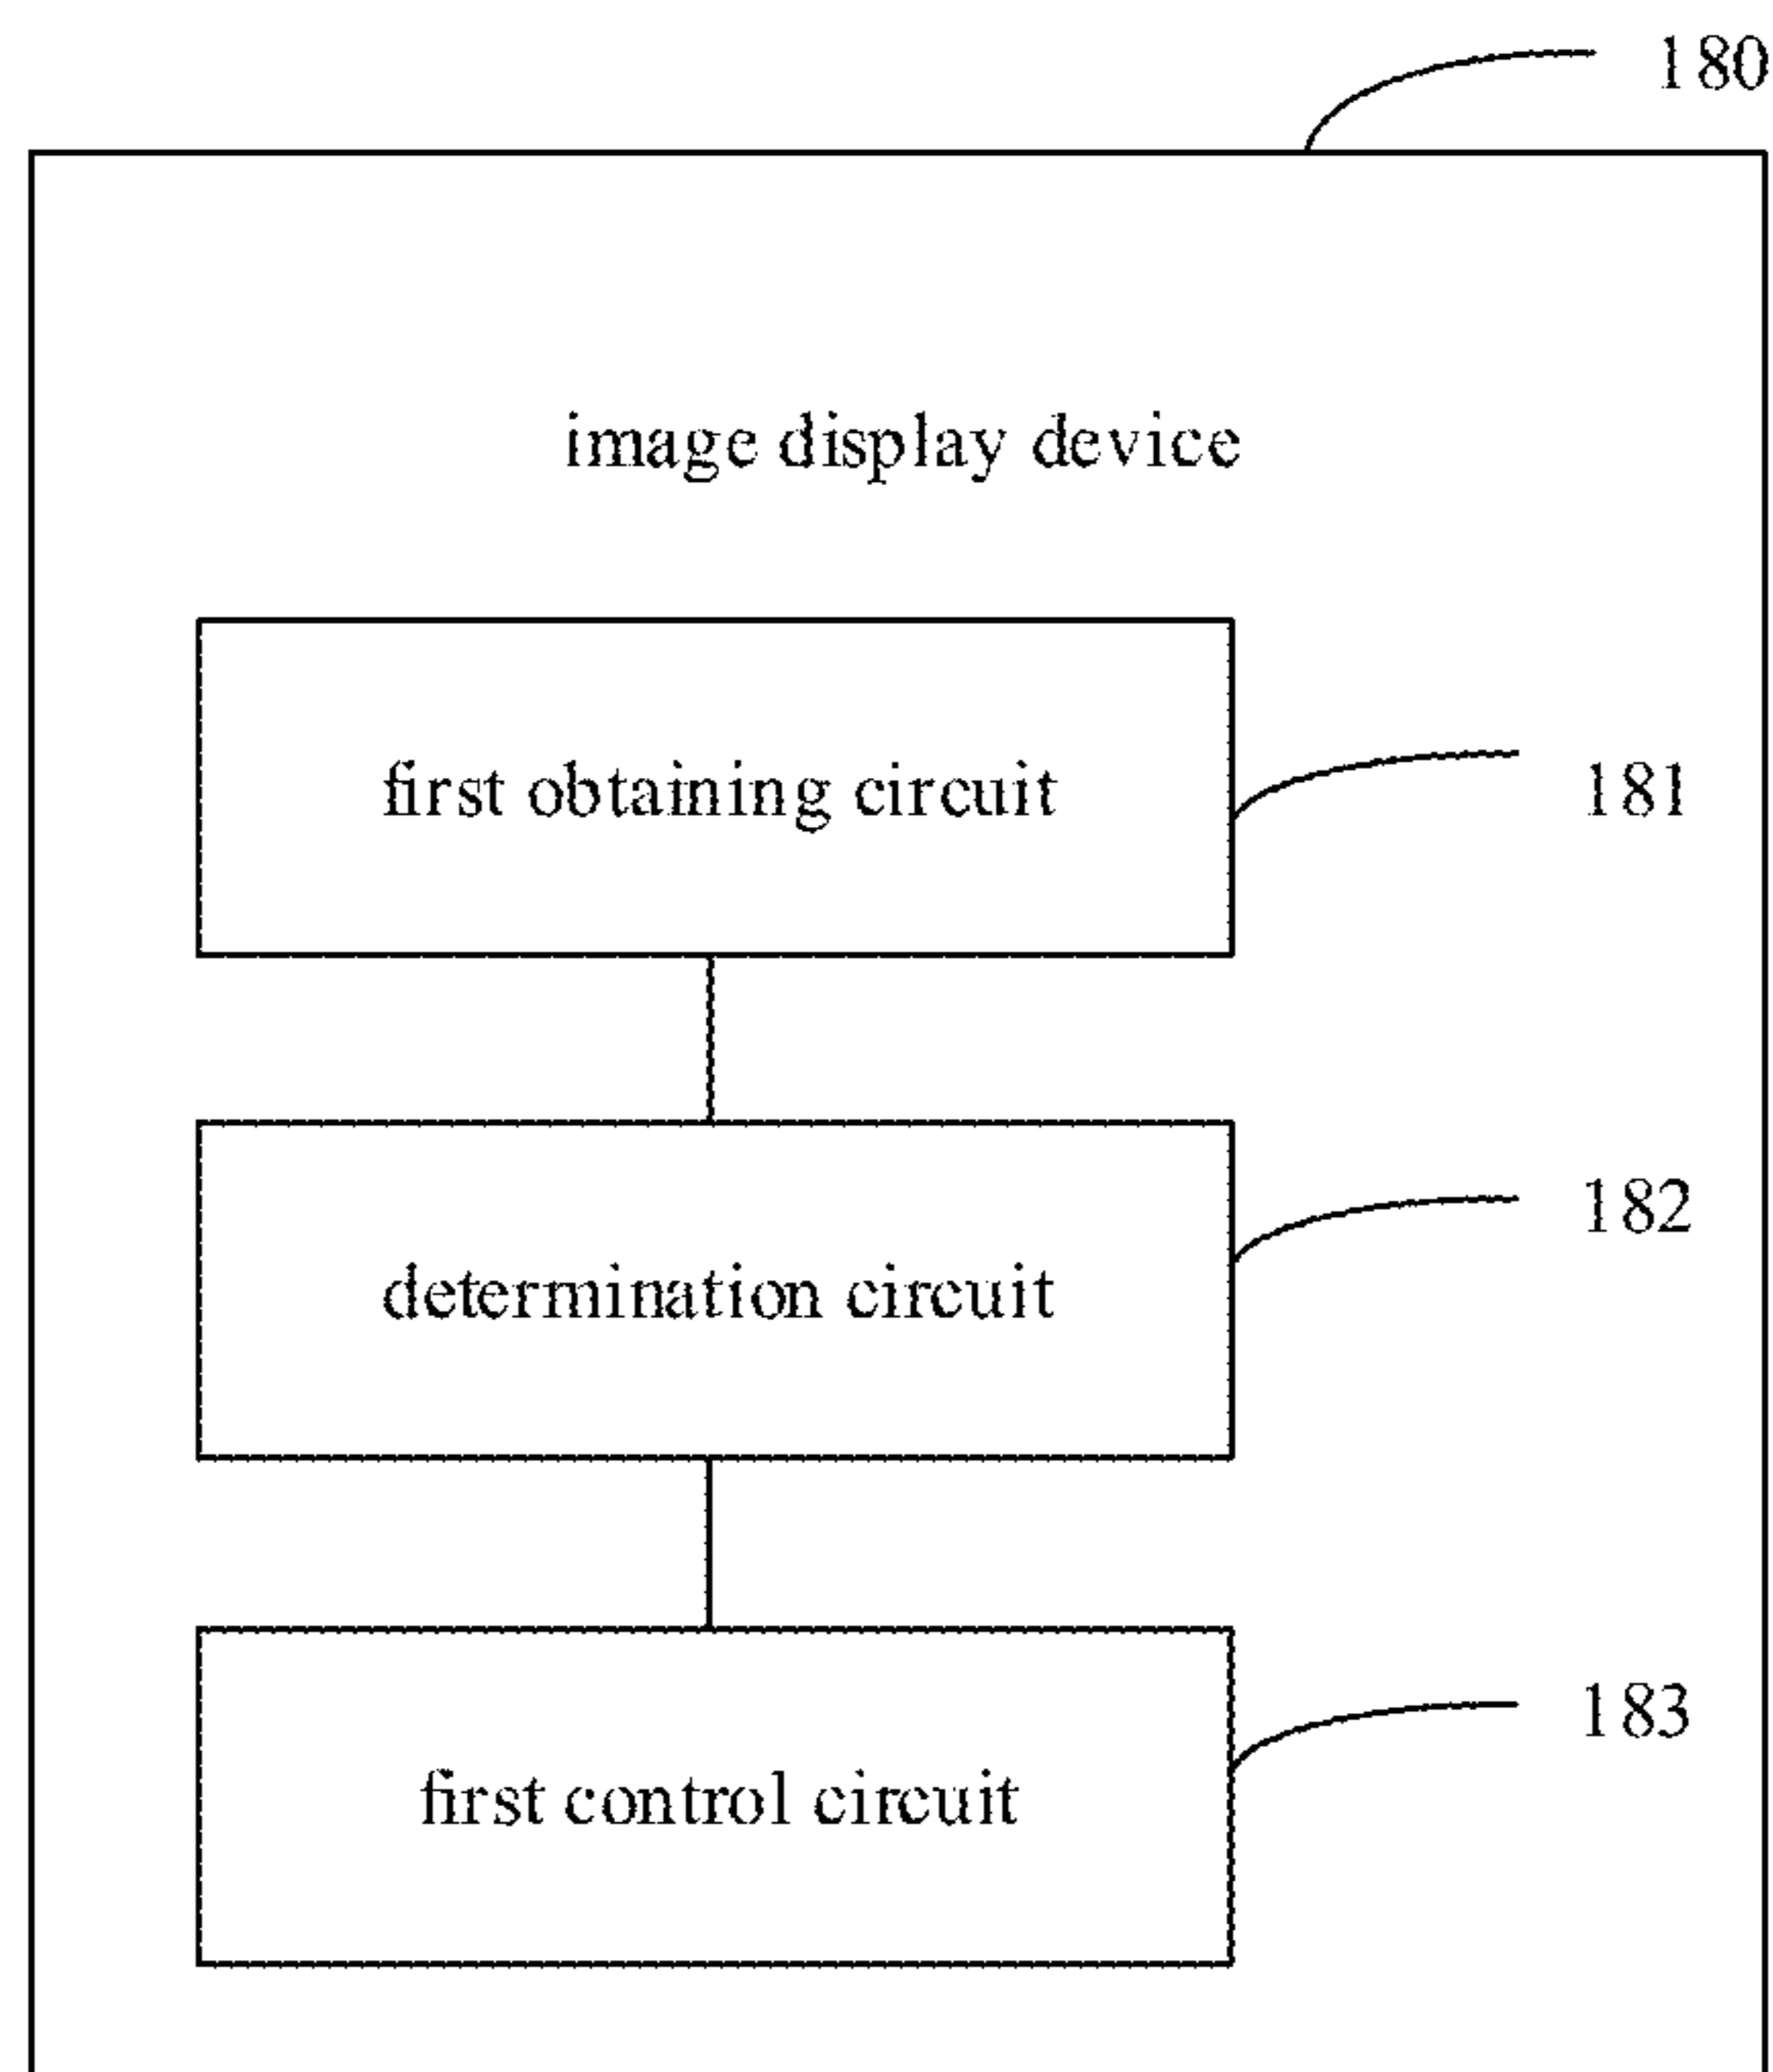 180
image display device
first obtaining circuit
181
182
determination circuit
183
first control circuit